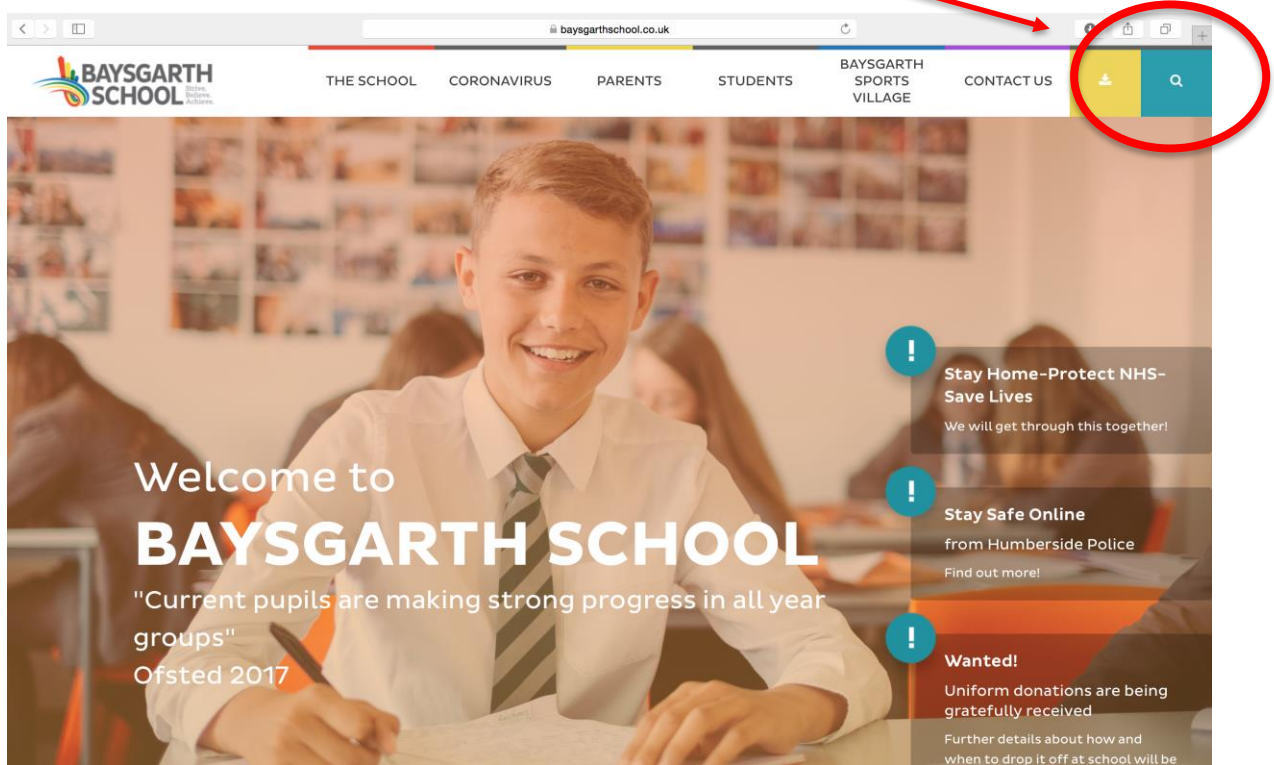 baysgarthschool.co.uk
BAYSGARTH
SCHOOL
Strive.
Believe.
Achieve.
THE SCHOOL
CORONAVIRUS
PARENTS
STUDENTS
BAYSGARTH
SPORTS
VILLAGE
CONTACT US
Welcome to
BAYSGARTH SCHOOL
"Current pupils are making strong progress in all year
groups"
Ofsted 2017
!
Stay Home-Protect NHS-
Save Lives
We will get through this together!
!
Stay Safe Online
from Humberside Police
Find out more!
!
Wanted!
Uniform donations are being
gratefully received
Further details about how and
when to drop it off at school will be